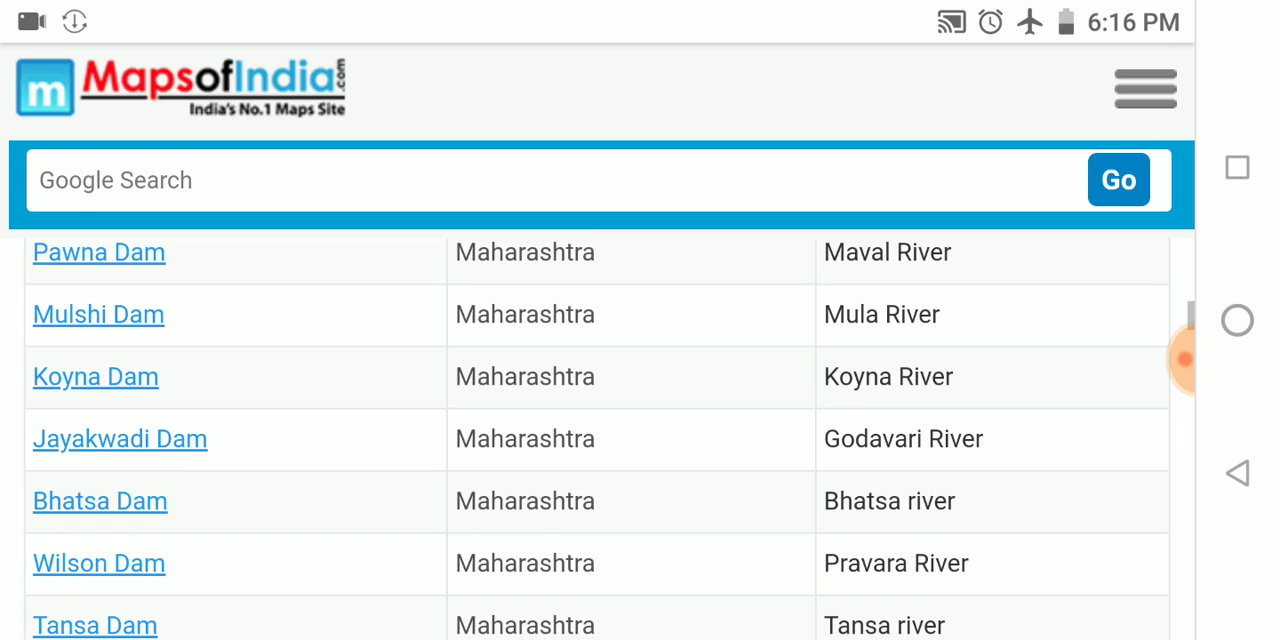 6:16 PM
m MapsofIndia.com
India's No.1 Maps Site
Google Search Go
Pawna Dam Maharashtra Maval River
Mulshi Dam Maharashtra Mula River
Koyna Dam Maharashtra Koyna River
Jayakwadi Dam Maharashtra Godavari River
Bhatsa Dam Maharashtra Bhatsa river
Wilson Dam Maharashtra Pravara River
Tansa Dam Maharashtra Tansa river